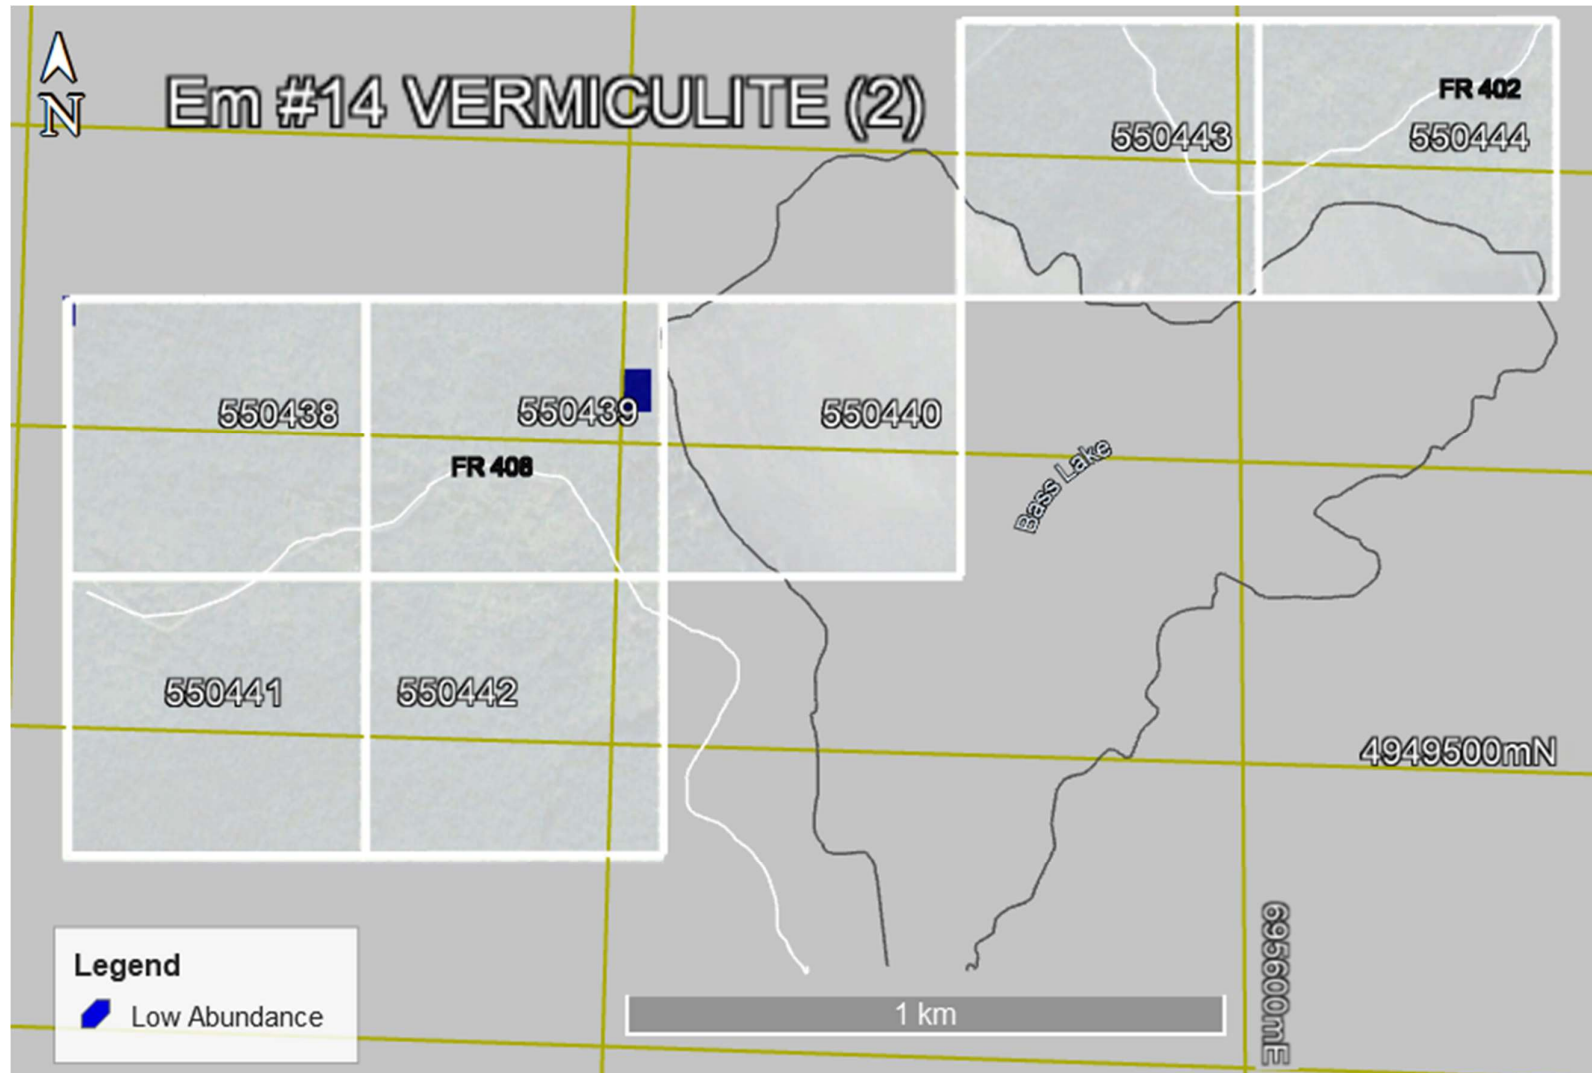 N
Em #14 VERMICULITE (2)
FR 402
550443
550444
550438
550439
550440
FR 408
Bass Lake
550441
550442
4949500mN
695600mE
Legend
Low Abundance
1 km